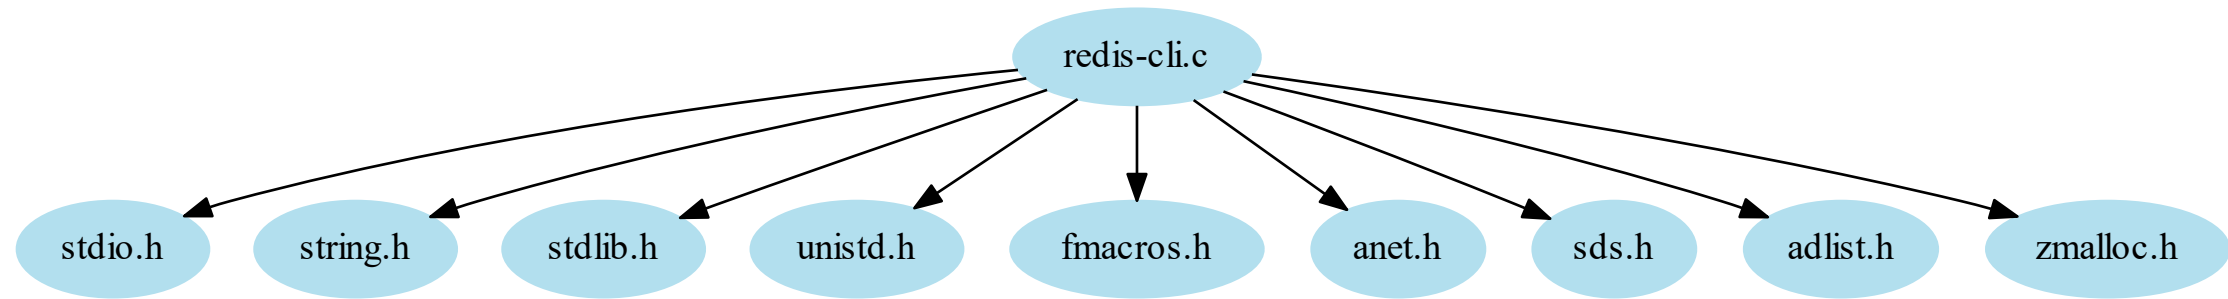 redis-cli.c
stdio.h
string.h
stdlib.h
unistd.h
fmacros.h
anet.h
sds.h
adlist.h
zmalloc.h